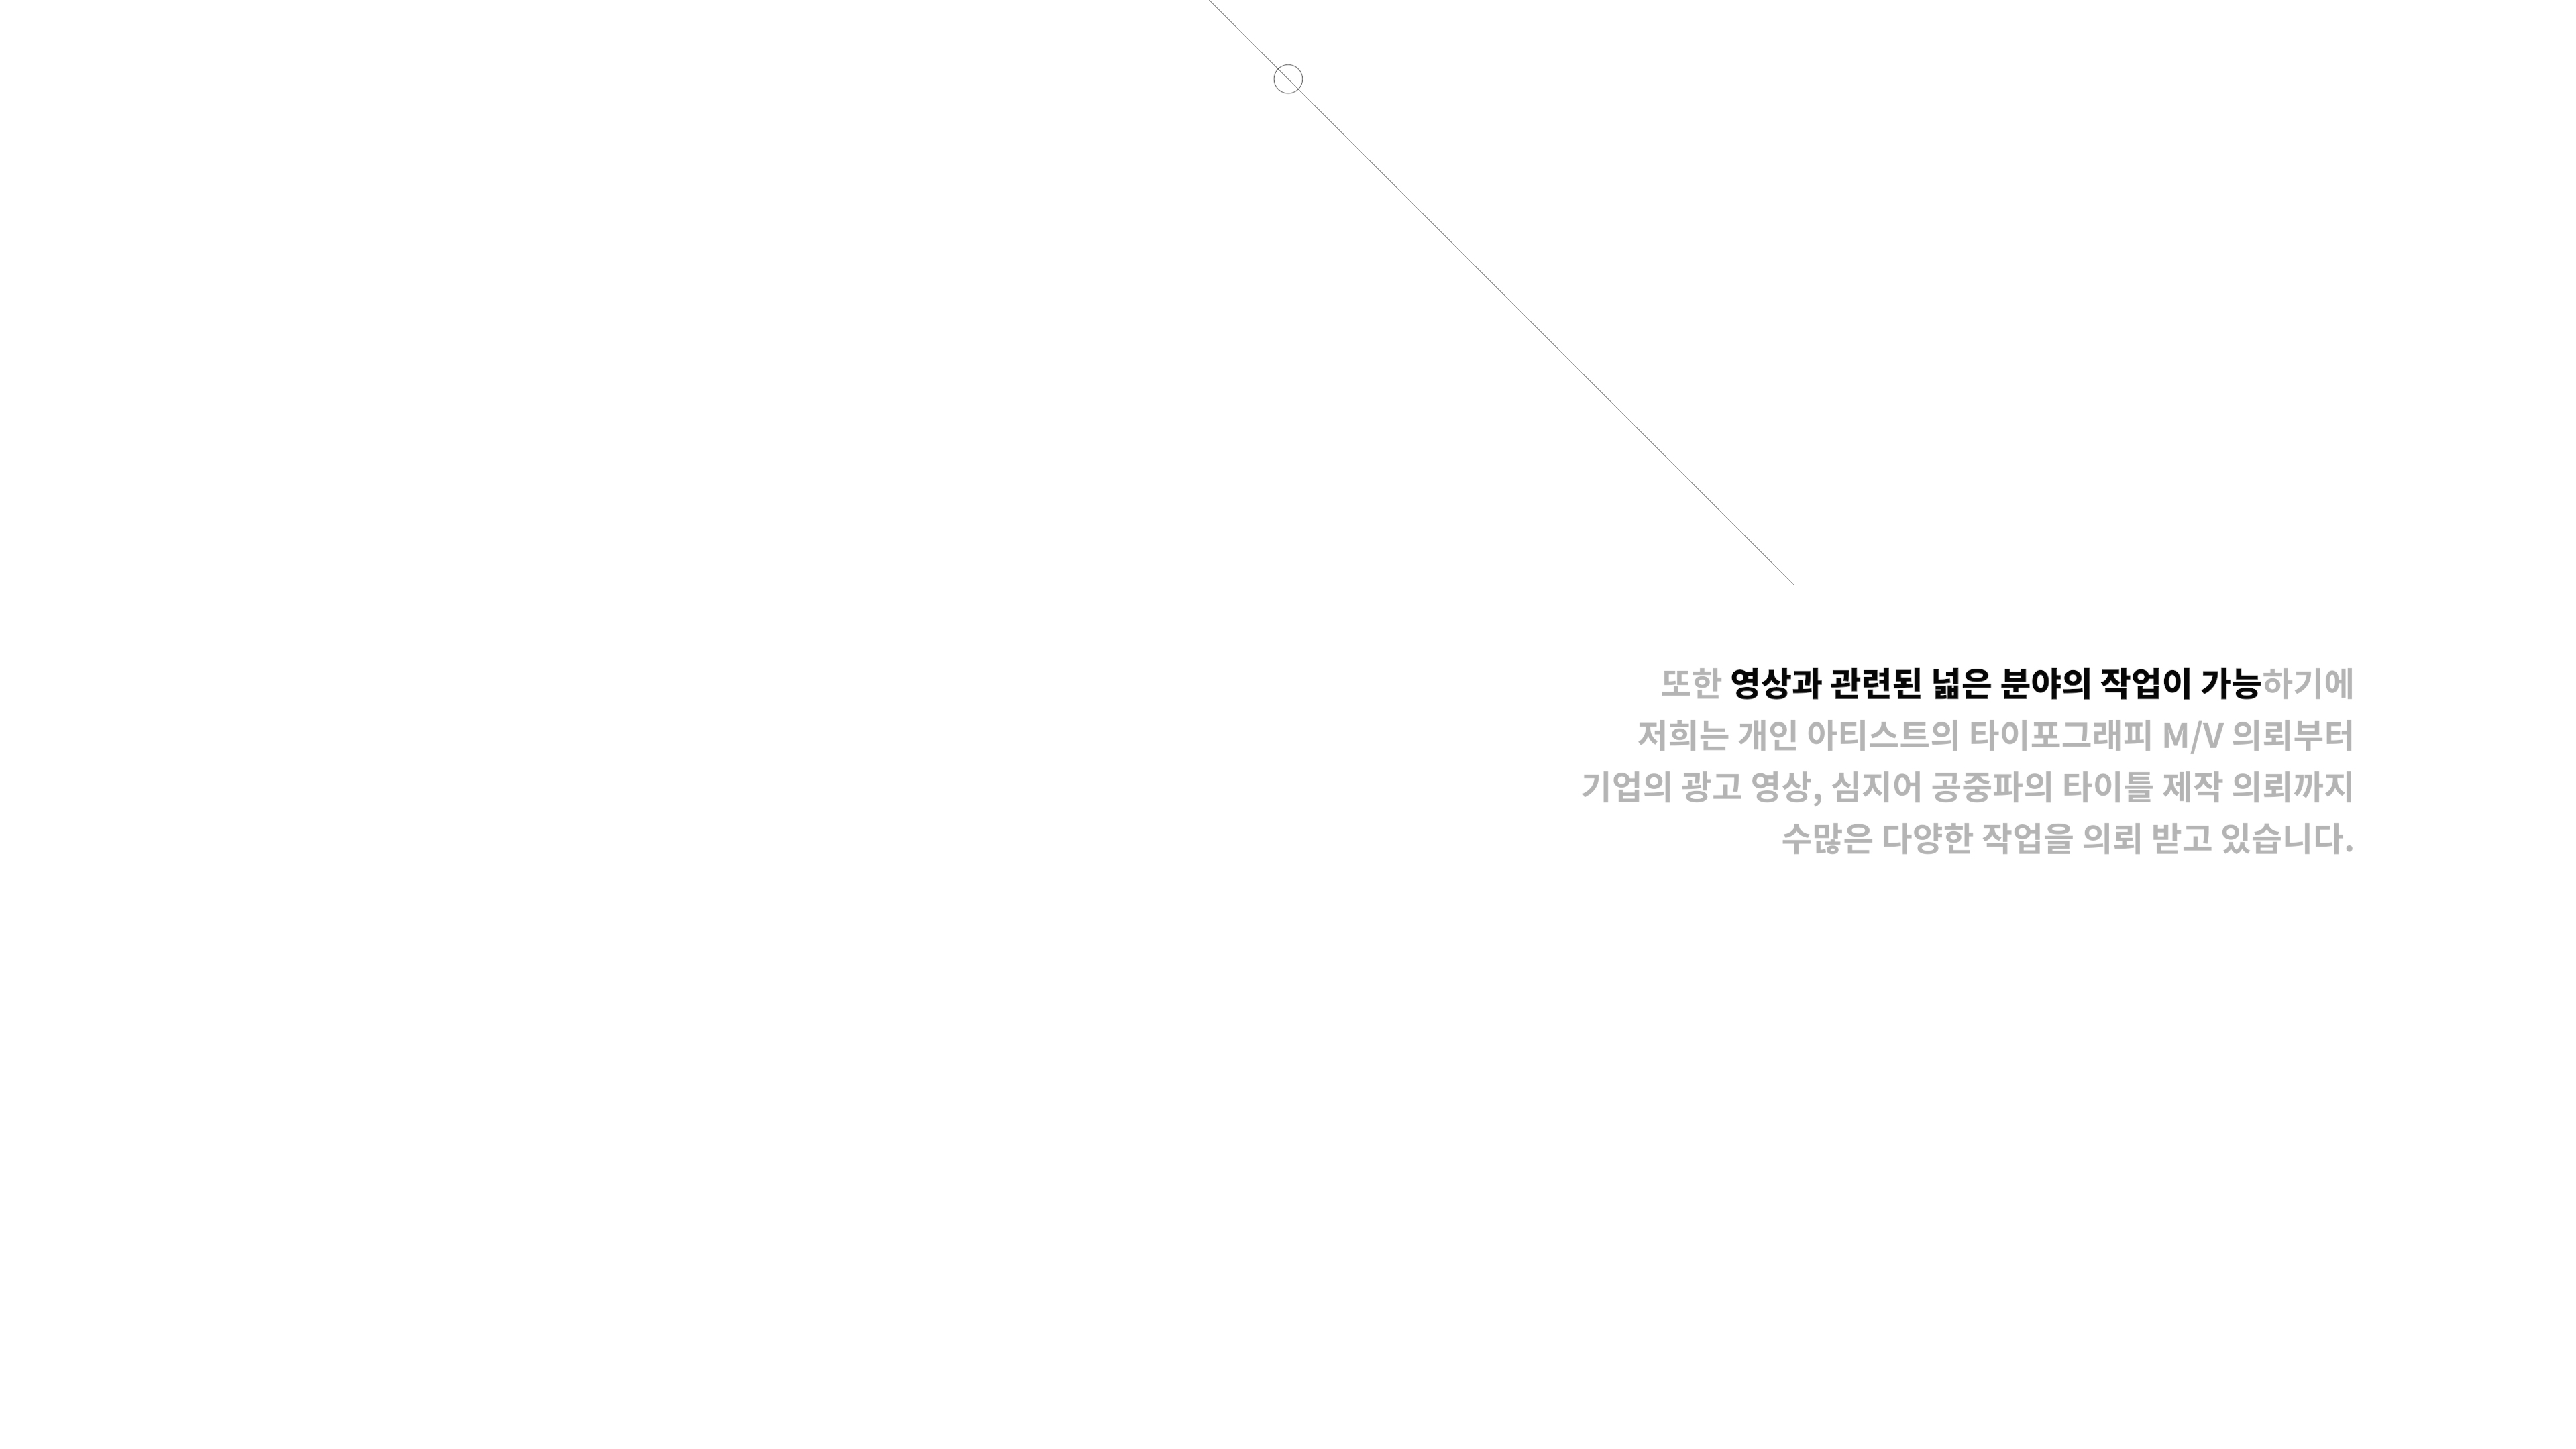 또한 영상과 관련된 넓은 분야의 작업이 가능하기에
저희는 개인 아티스트의 타이포그래피 M/V 의뢰부터
기업의 광고 영상, 심지어 공중파의 타이틀 제작 의뢰까지
수많은 다양한 작업을 의뢰 받고 있습니다.